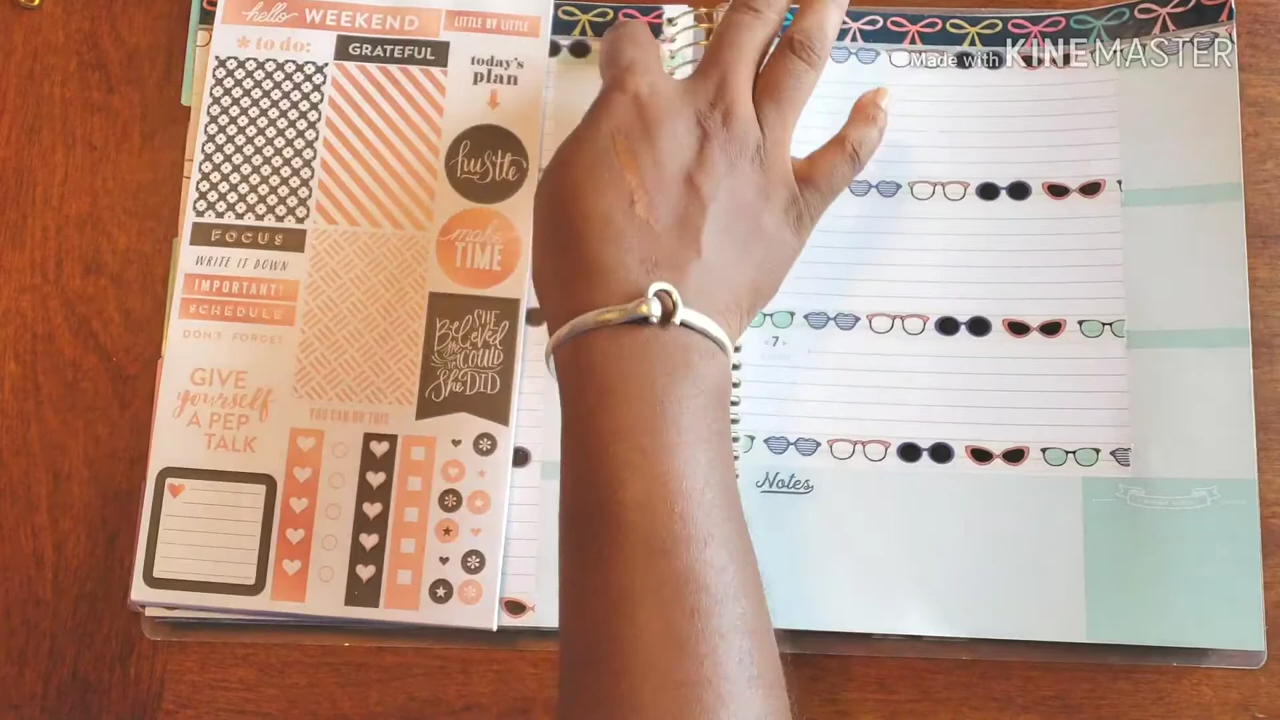 hello WEEKEND
LITTLE BY LITTLE
* to do:
GRATEFUL
today's
plan
hustle
make
TIME
FOCUS
WRITE IT DOWN
IMPORTANT!
SCHEDULE
DON'T FORGET
SHE
Believed
She
COULD
so
She DID
GIVE
yourself
A PEP
TALK
YOU CAN DO THIS
Made with KINEMASTER
7
Notes